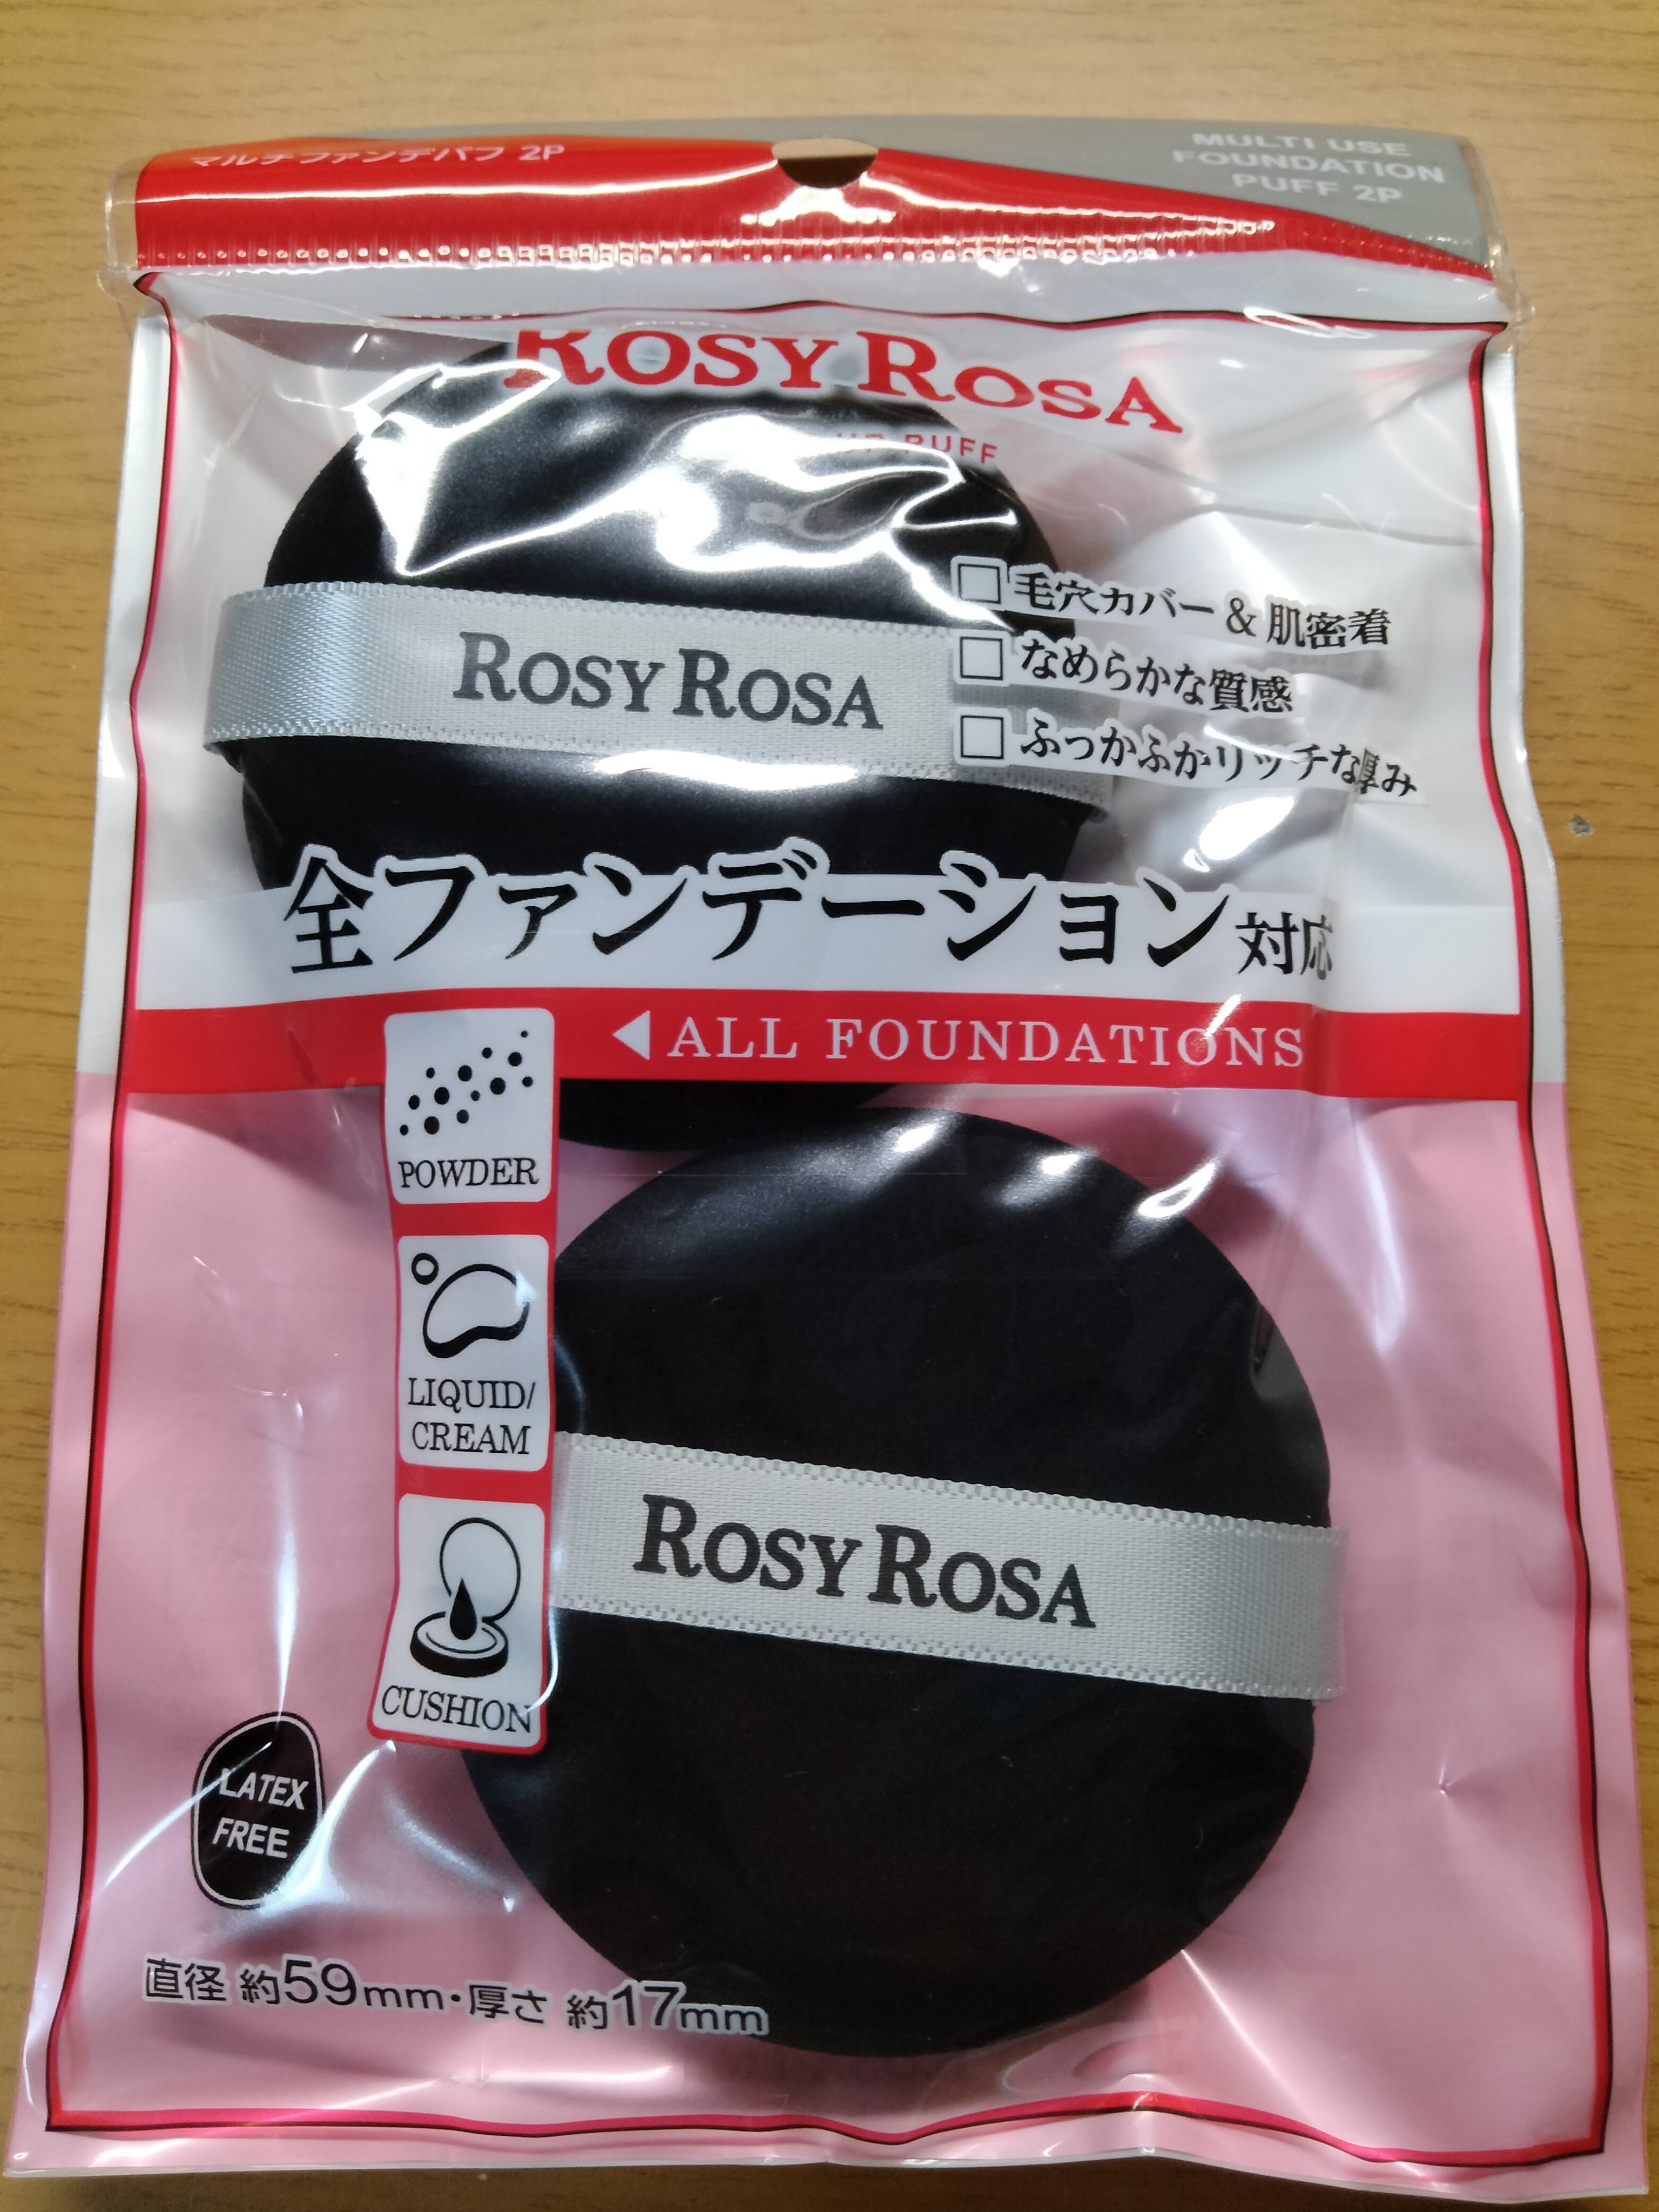 マルチファンデパフ 2P
MULTI USE
FOUNDATION
PUFF 2P
ROSY ROSA
PUFF
ROSY ROSA
□ 毛穴カバー & 肌密着
□ なめらかな質感
□ ふっかふかリッチな厚み
全ファンデーション対応
◀ALL FOUNDATIONS
POWDER
LIQUID/
CREAM
CUSHION
ROSY ROSA
LATEX
FREE
直径 約59mm・厚さ 約17mm